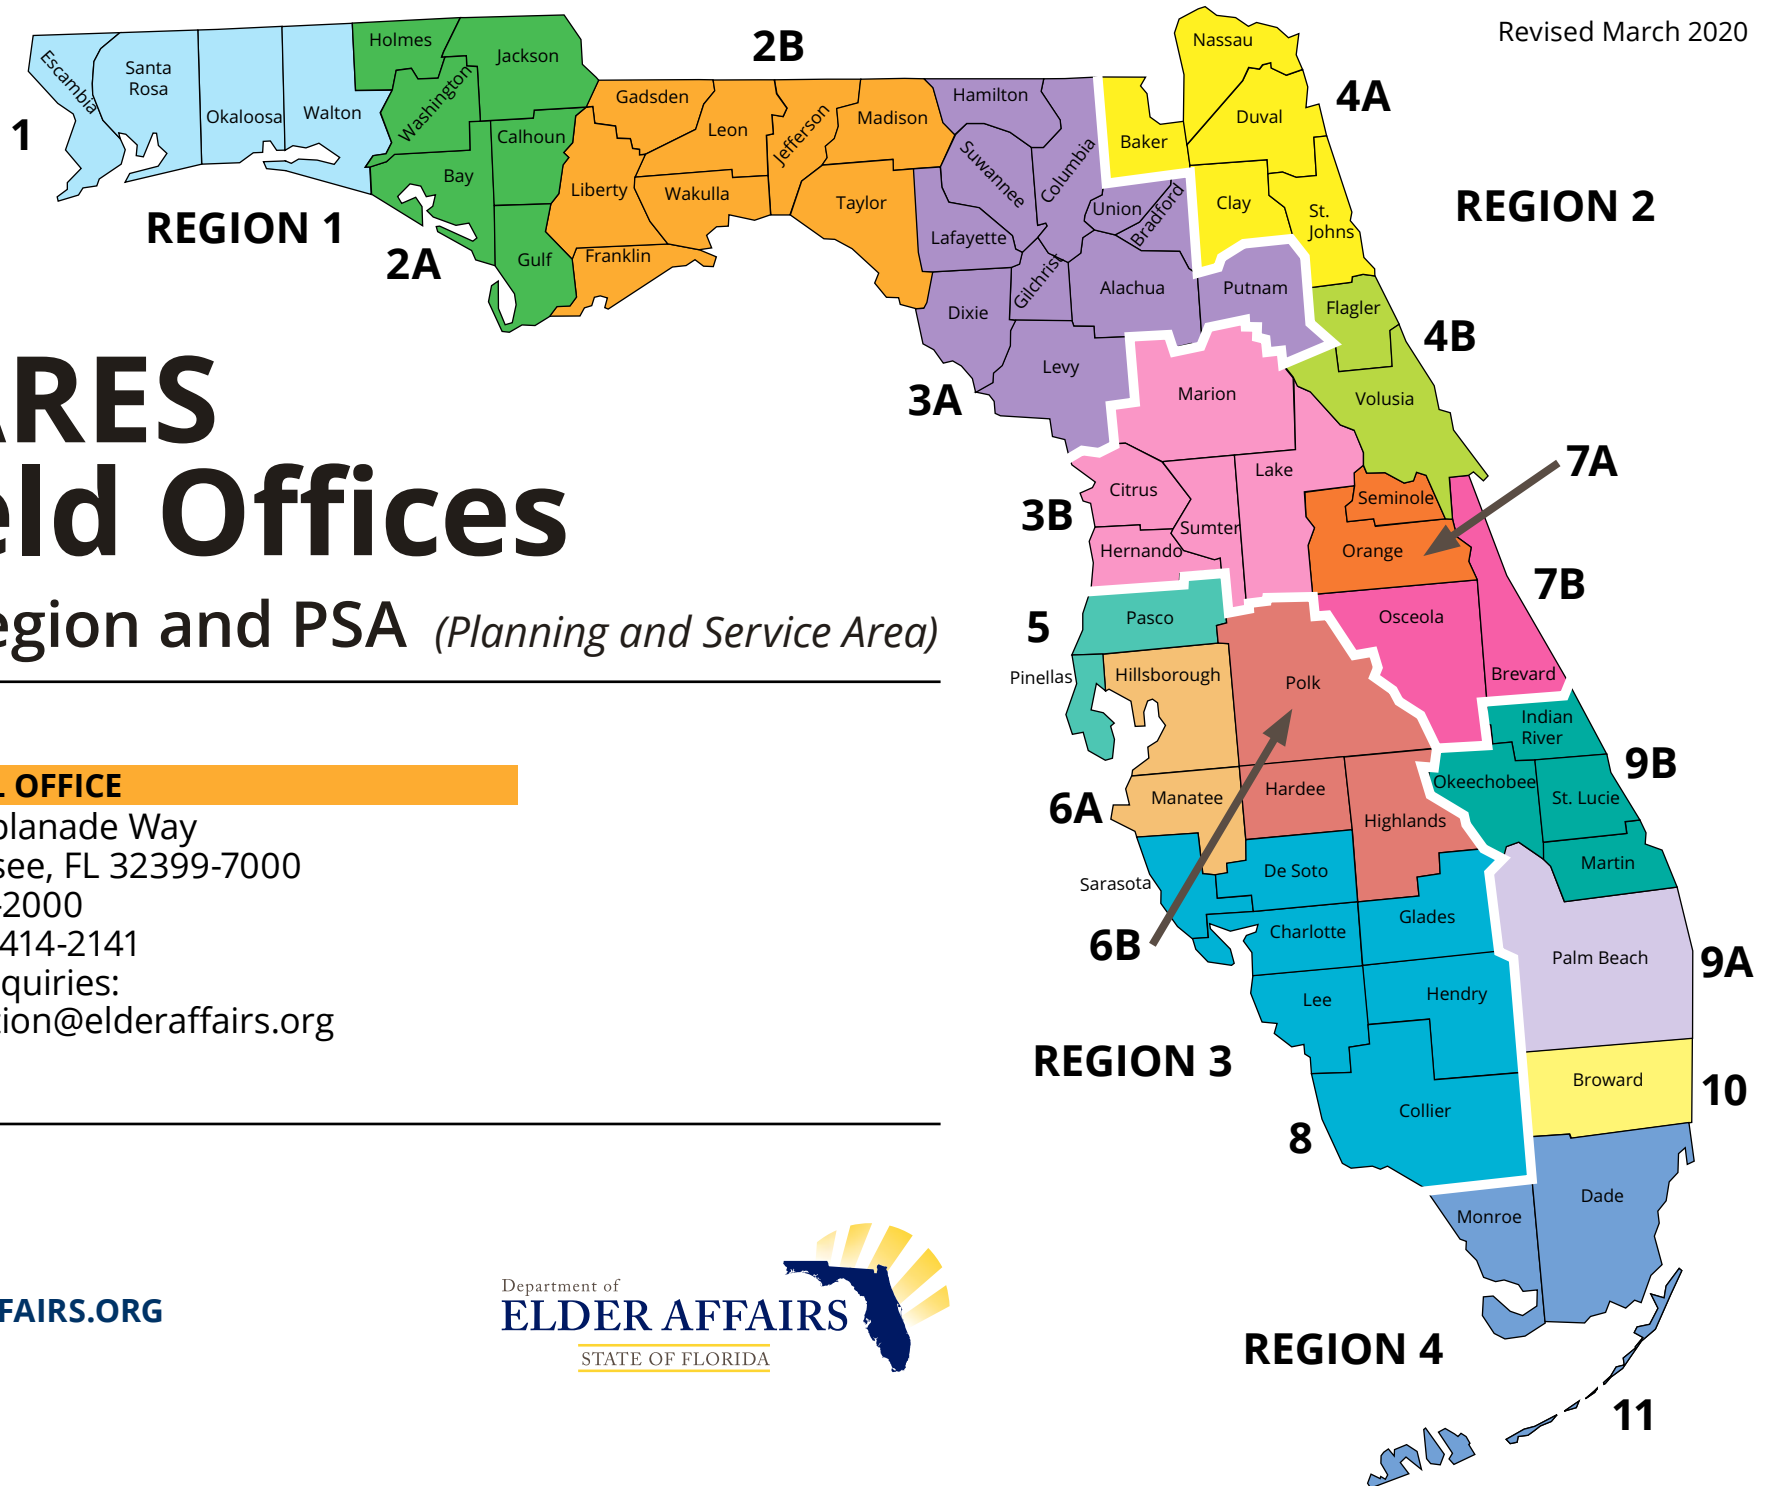 Revised March 2020
1
2A
2B
3A
3B
4A
4B
5
6A
6B
7A
7B
8
9A
9B
10
11
REGION 1
REGION 2
REGION 3
REGION 4
Escambia
Santa
Rosa
Okaloosa
Walton
Holmes
Washington
Jackson
Calhoun
Bay
Gulf
Gadsden
Liberty
Franklin
Leon
Wakulla
Jefferson
Madison
Taylor
Hamilton
Suwannee
Columbia
Lafayette
Dixie
Gilchrist
Union
Bradford
Alachua
Putnam
Levy
Nassau
Baker
Duval
Clay
St.
Johns
Flagler
Volusia
Marion
Citrus
Sumter
Lake
Hernando
Seminole
Orange
Osceola
Brevard
Pasco
Pinellas
Hillsborough
Polk
Manatee
Hardee
Highlands
Indian
River
Okeechobee
St. Lucie
Martin
Sarasota
De Soto
Charlotte
Glades
Lee
Hendry
Collier
Palm Beach
Broward
Dade
Monroe
ARES
eld Offices
egion and PSA (Planning and Service Area)
L OFFICE
planade Way
see, FL 32399-7000
-2000
414-2141
quiries:
tion@elderaffairs.org
FAIRS.ORG
Department of
ELDER AFFAIRS
STATE OF FLORIDA